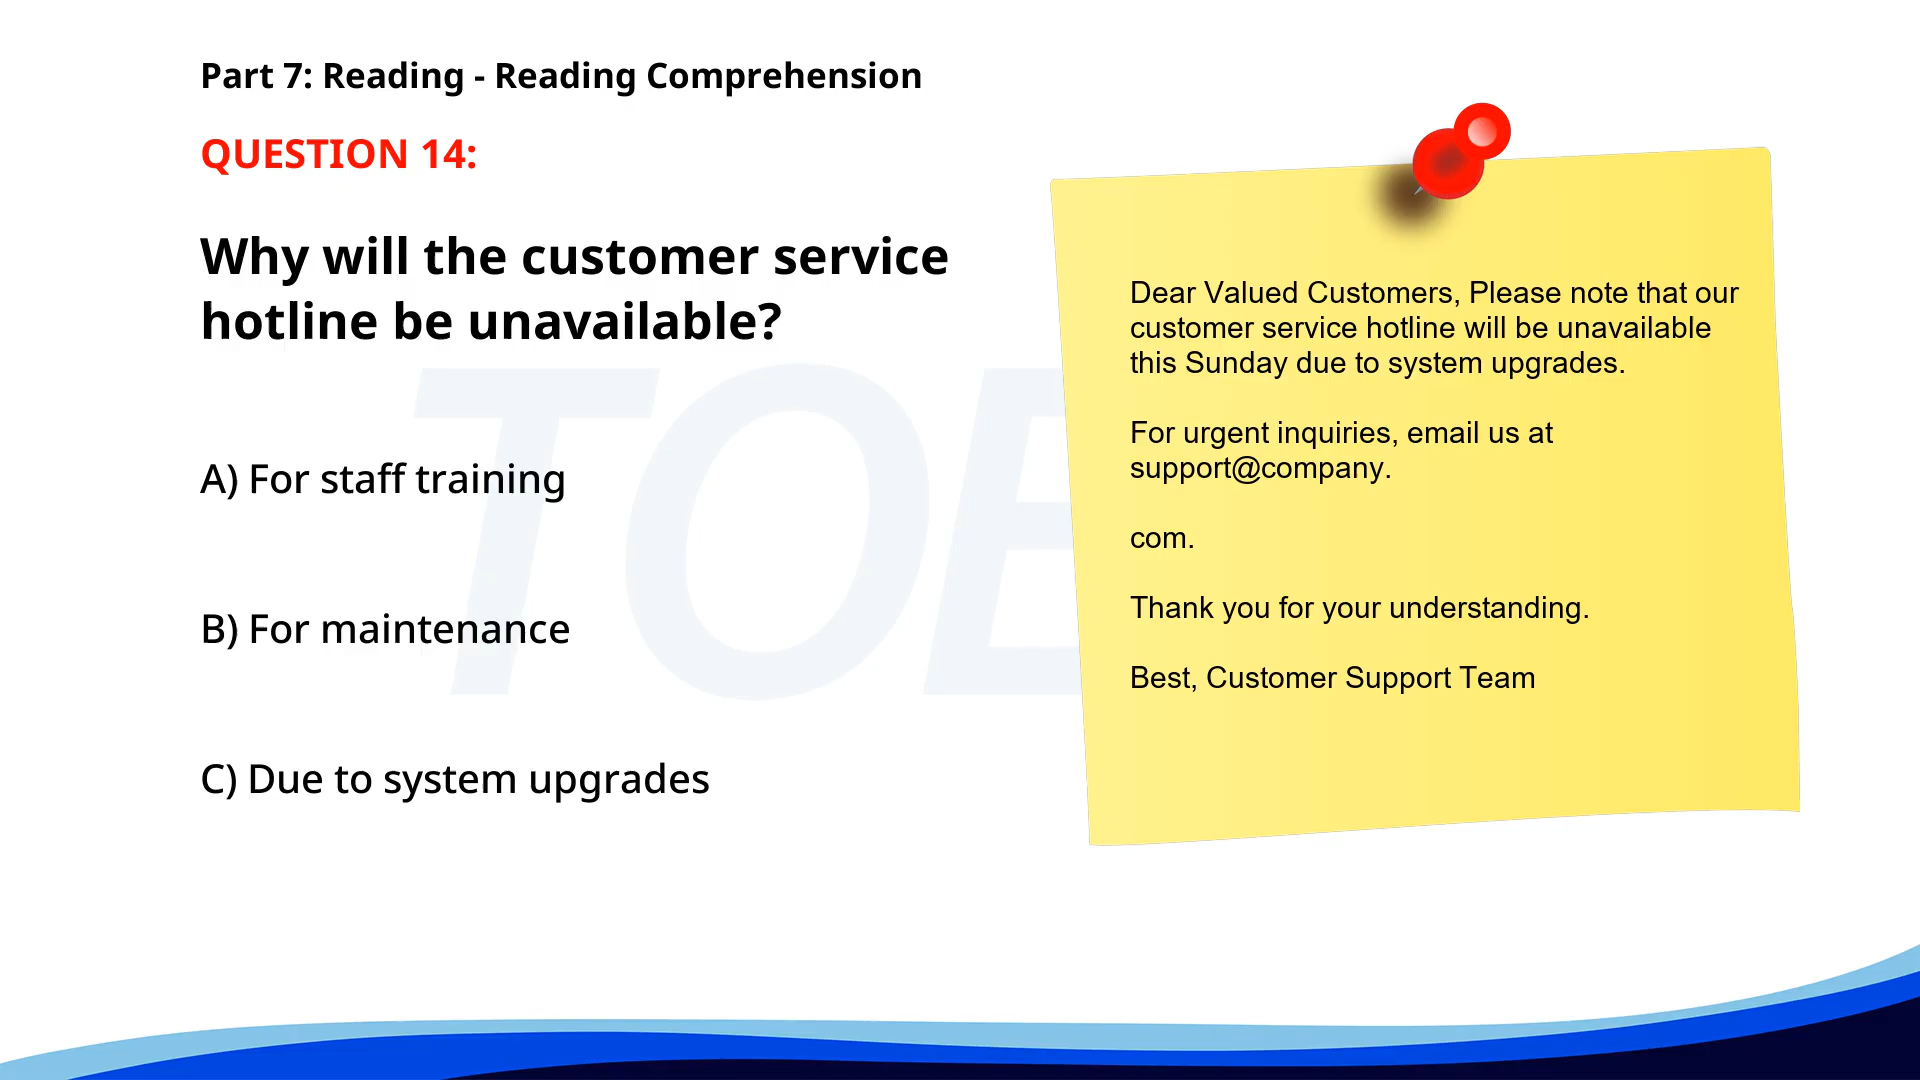 Part 7: Reading - Reading Comprehension
QUESTION 14:
Why will the customer service
hotline be unavailable?
A) For staff training
B) For maintenance
C) Due to system upgrades
Dear Valued Customers, Please note that our
customer service hotline will be unavailable
this Sunday due to system upgrades.
For urgent inquiries, email us at
support@company.
com.
Thank you for your understanding.
Best, Customer Support Team
TOE